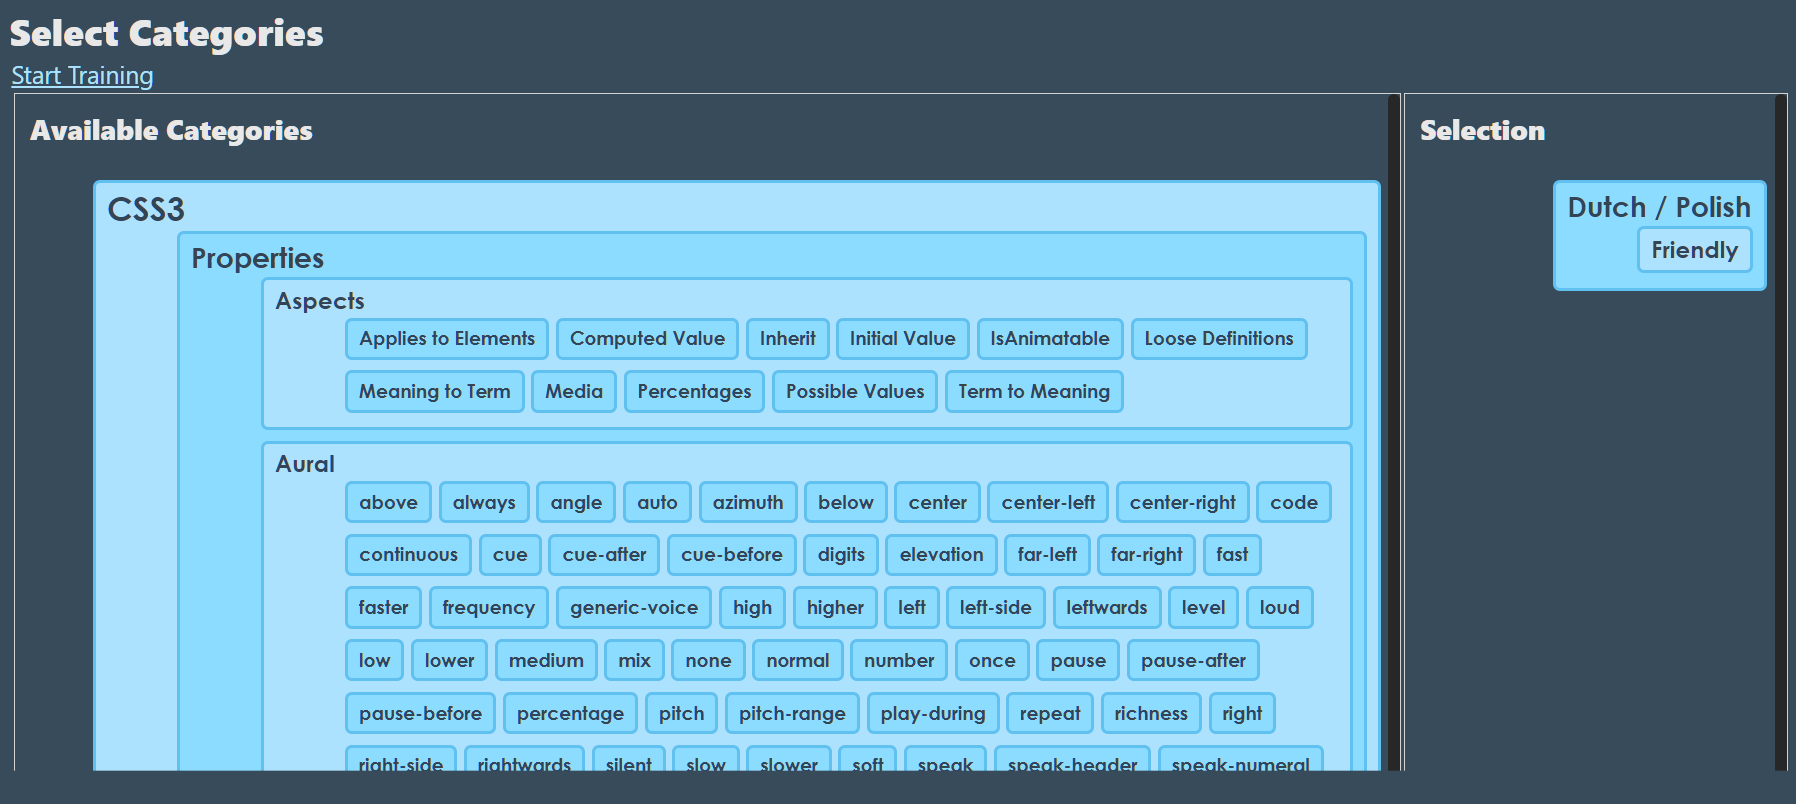 Select Categories
Start Training
Available Categories
CSS3
Properties
Aspects
Applies to Elements Computed Value Inherit Initial Value IsAnimatable Loose Definitions
Meaning to Term Media Percentages Possible Values Term to Meaning
Aural
above always angle auto azimuth below center center-left center-right code
continuous cue cue-after cue-before digits elevation far-left far-right fast
faster frequency generic-voice high higher left left-side leftwards level loud
low lower medium mix none normal number once pause pause-after
pause-before percentage pitch pitch-range play-during repeat richness right
right-side rightwards silent slow slower soft speak speak-header speak-numeral
Selection
Dutch / Polish
Friendly